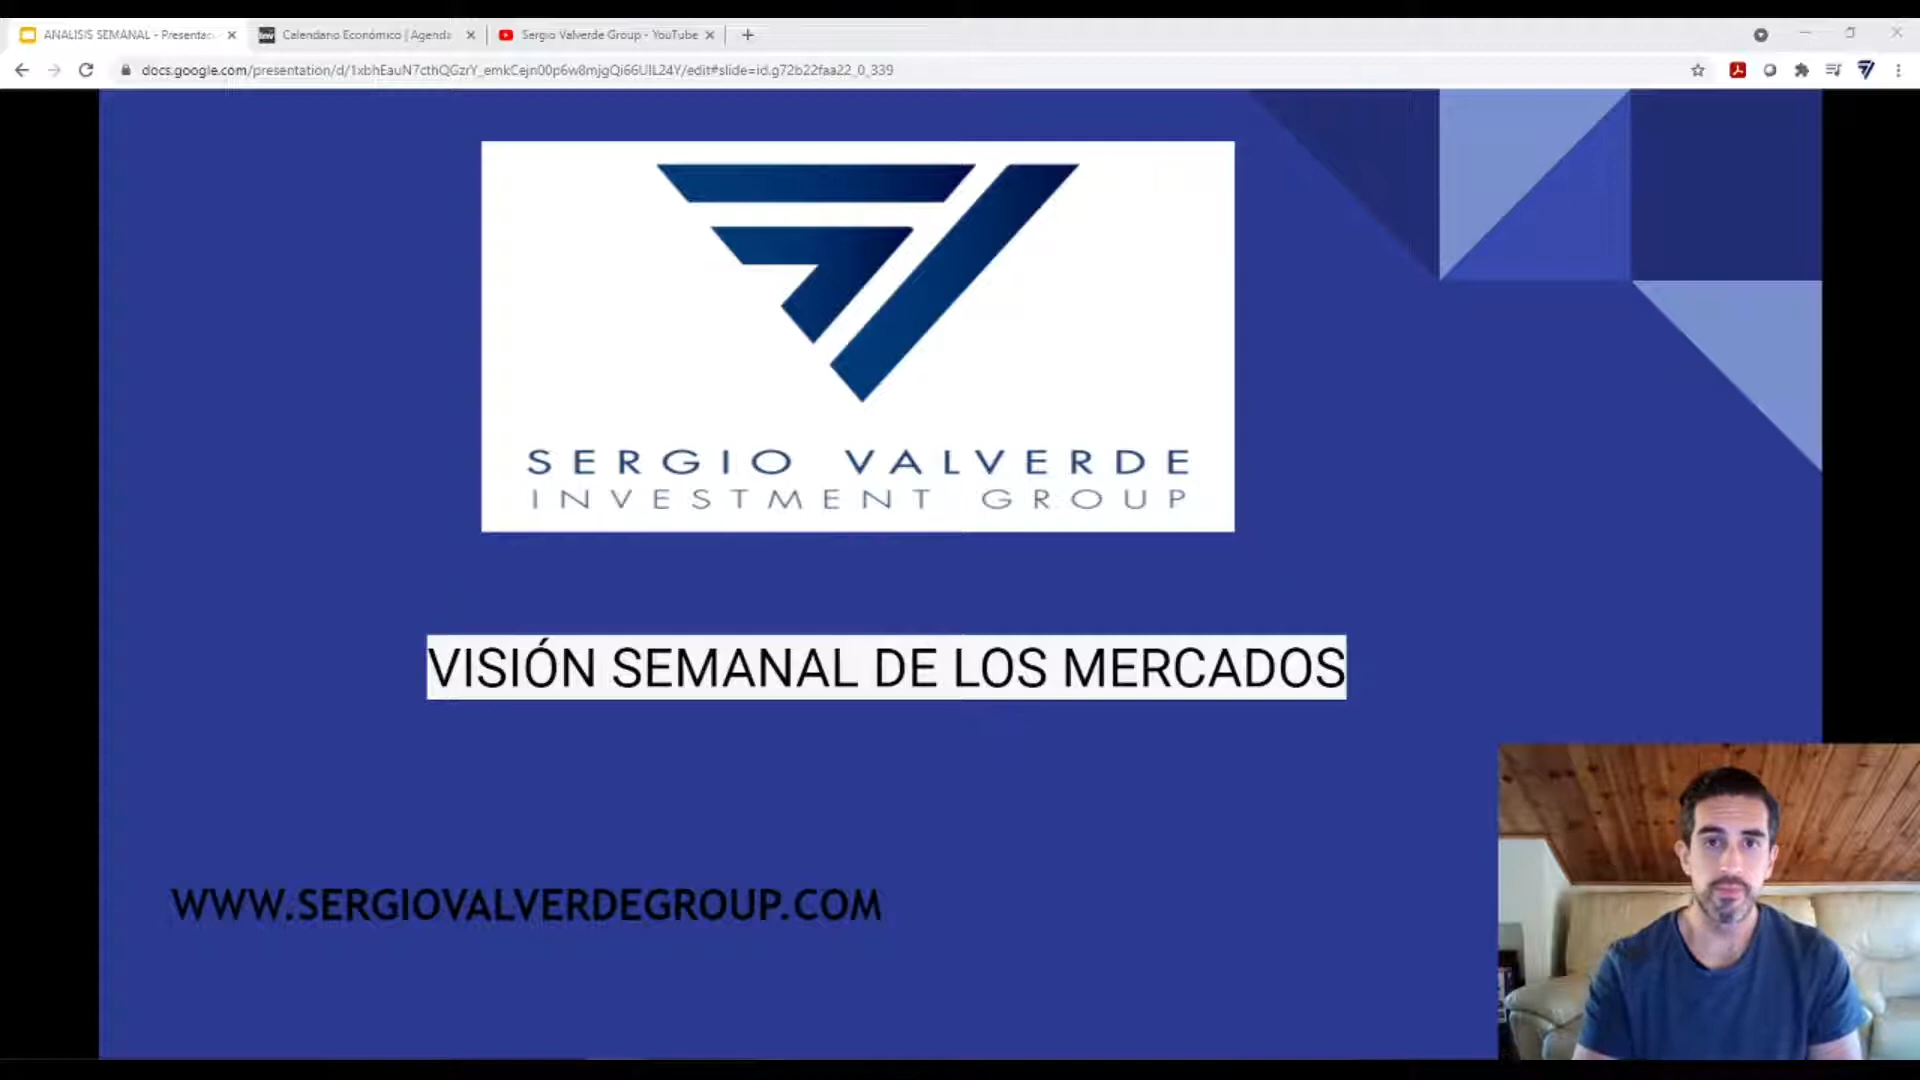 ANALISIS SEMANAL - Presentac
Calendario Económico | Agenda
Sergio Valverde Group - YouTube
docs.google.com/presentation/d/1xbhEauN7cthQGzrY_emkCejn00p6w8mjgQi66UlL24Y/edit#slide=id.g72b22faa22_0_339
SERGIO VALVERDE
INVESTMENT GROUP
VISIÓN SEMANAL DE LOS MERCADOS
WWW.SERGIOVALVERDEGROUP.COM